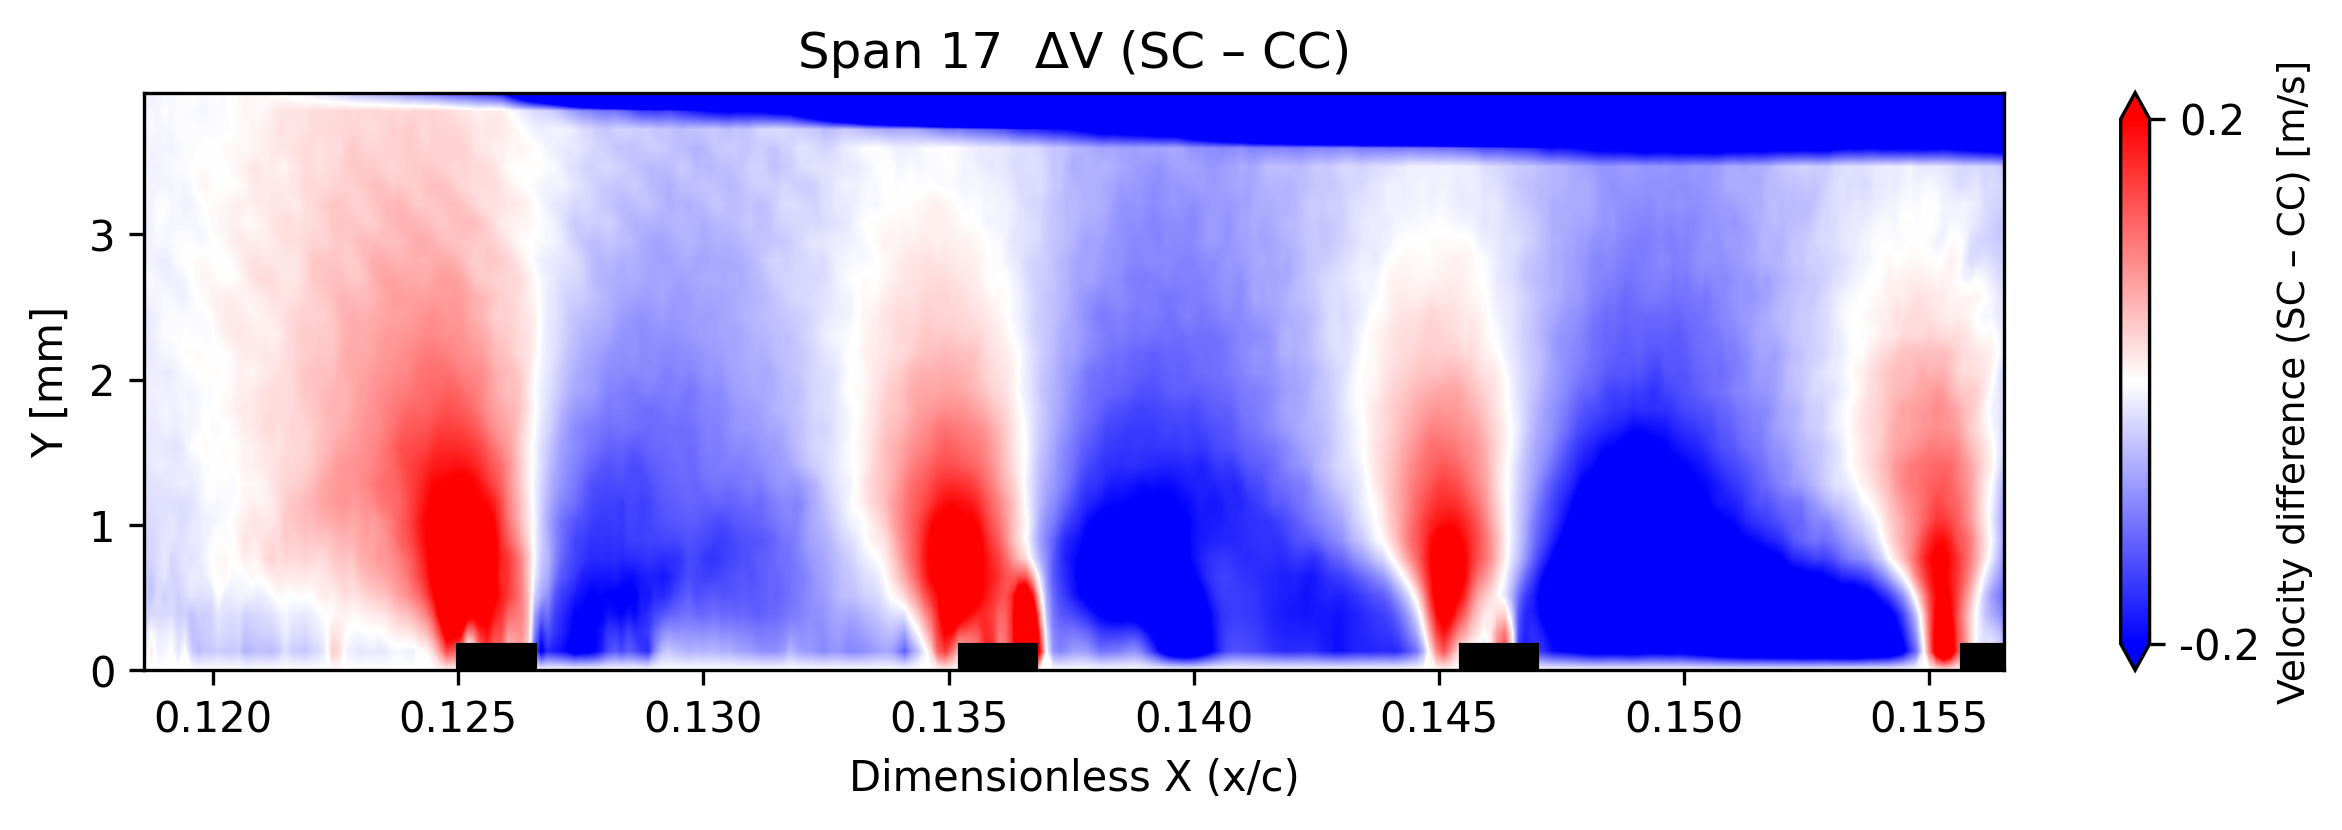 Span 17  ΔV (SC – CC)
3
2
1
0
Y [mm]
0.120 0.125 0.130 0.135 0.140 0.145 0.150 0.155
Dimensionless X (x/c)
0.2
-0.2
Velocity difference (SC – CC) [m/s]